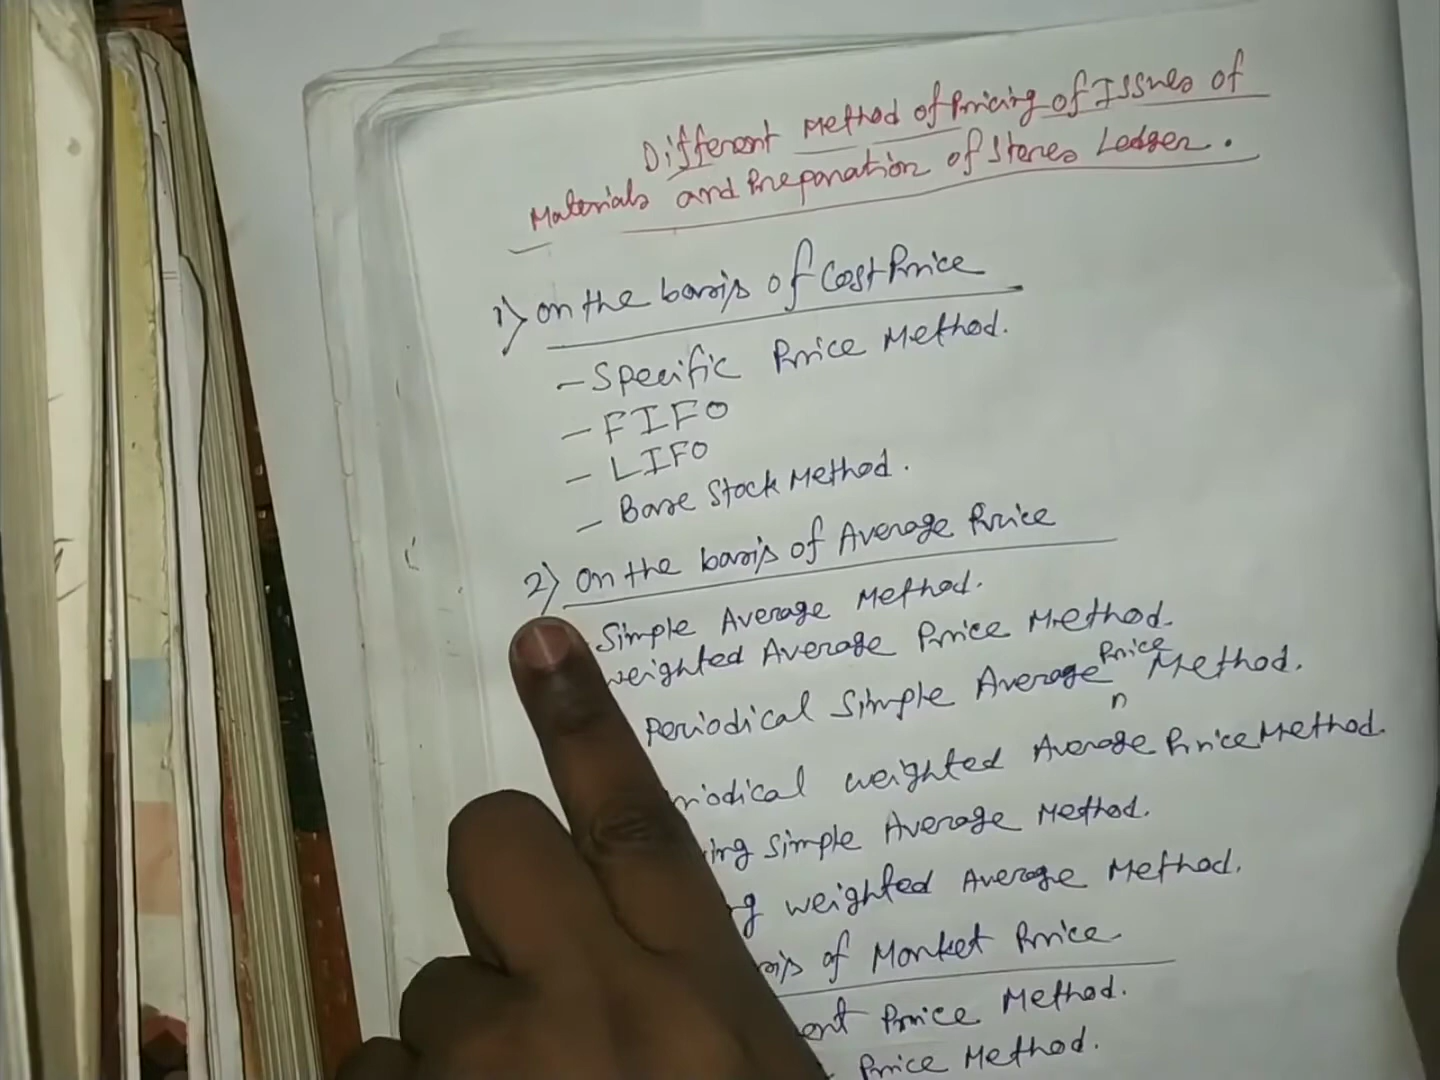 Different Method of Pricing of Issues of
Materials and Preparation of Stores Ledger.
1) on the basis of Cost Price
- Specific Price Method.
- FIFO
- LIFO
- Base Stock Method.
2) on the basis of Average Price
Simple Average Method.
weighted Average Price Method.
Periodical Simple Average Price Method.
n
weighted Average Price Method.
Simple Average Method.
weighted Average Method.
of Market Price.
Price Method.
Price Method.